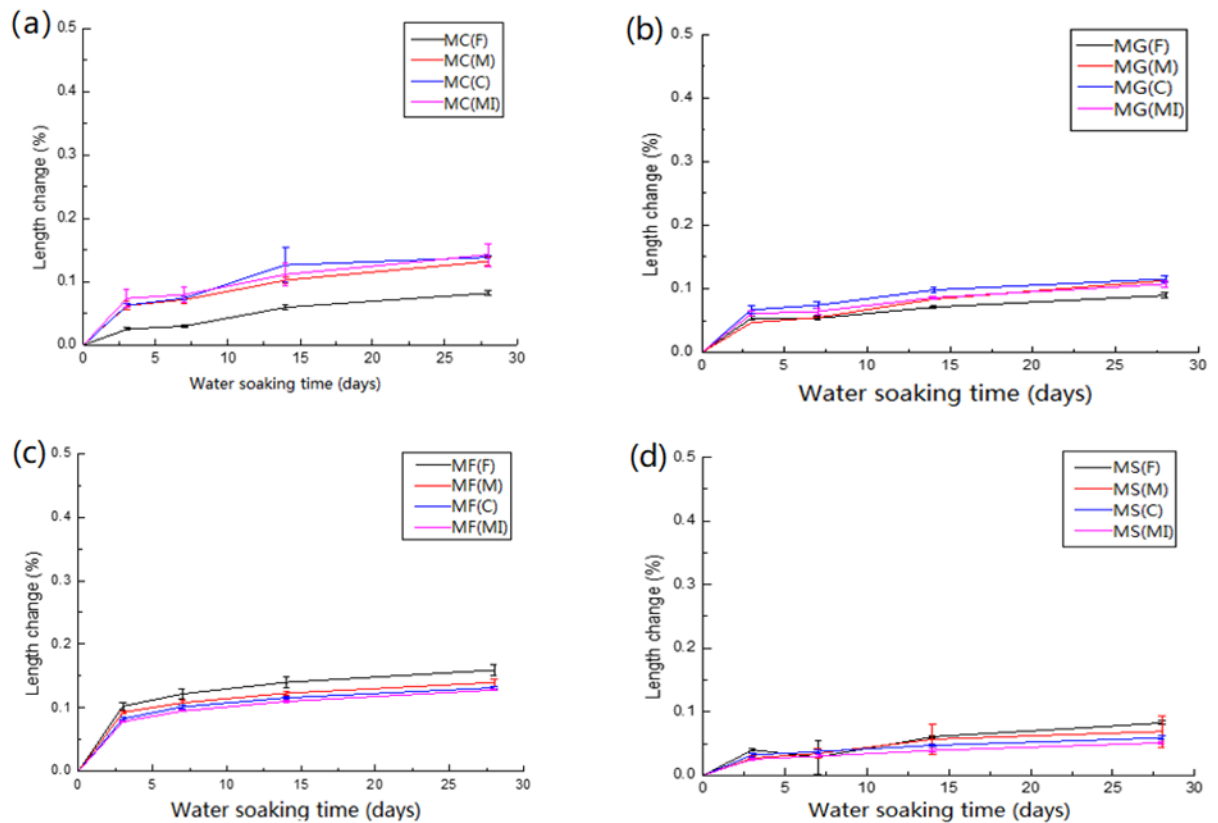 (a)
MC(F)
MC(M)
MC(C)
MC(MI)
Length change (%)
0.5
0.4
0.3
0.2
0.1
0.0
0 5 10 15 20 25 30
Water soaking time (days)
(b)
MG(F)
MG(M)
MG(C)
MG(MI)
Length change (%)
0.5
0.4
0.3
0.2
0.1
0.0
0 5 10 15 20 25 30
Water soaking time (days)
(c)
MF(F)
MF(M)
MF(C)
MF(MI)
Length change (%)
0.5
0.4
0.3
0.2
0.1
0.0
0 5 10 15 20 25 30
Water soaking time (days)
(d)
MS(F)
MS(M)
MS(C)
MS(MI)
Length change (%)
0.5
0.4
0.3
0.2
0.1
0.0
0 5 10 15 20 25 30
Water soaking time (days)